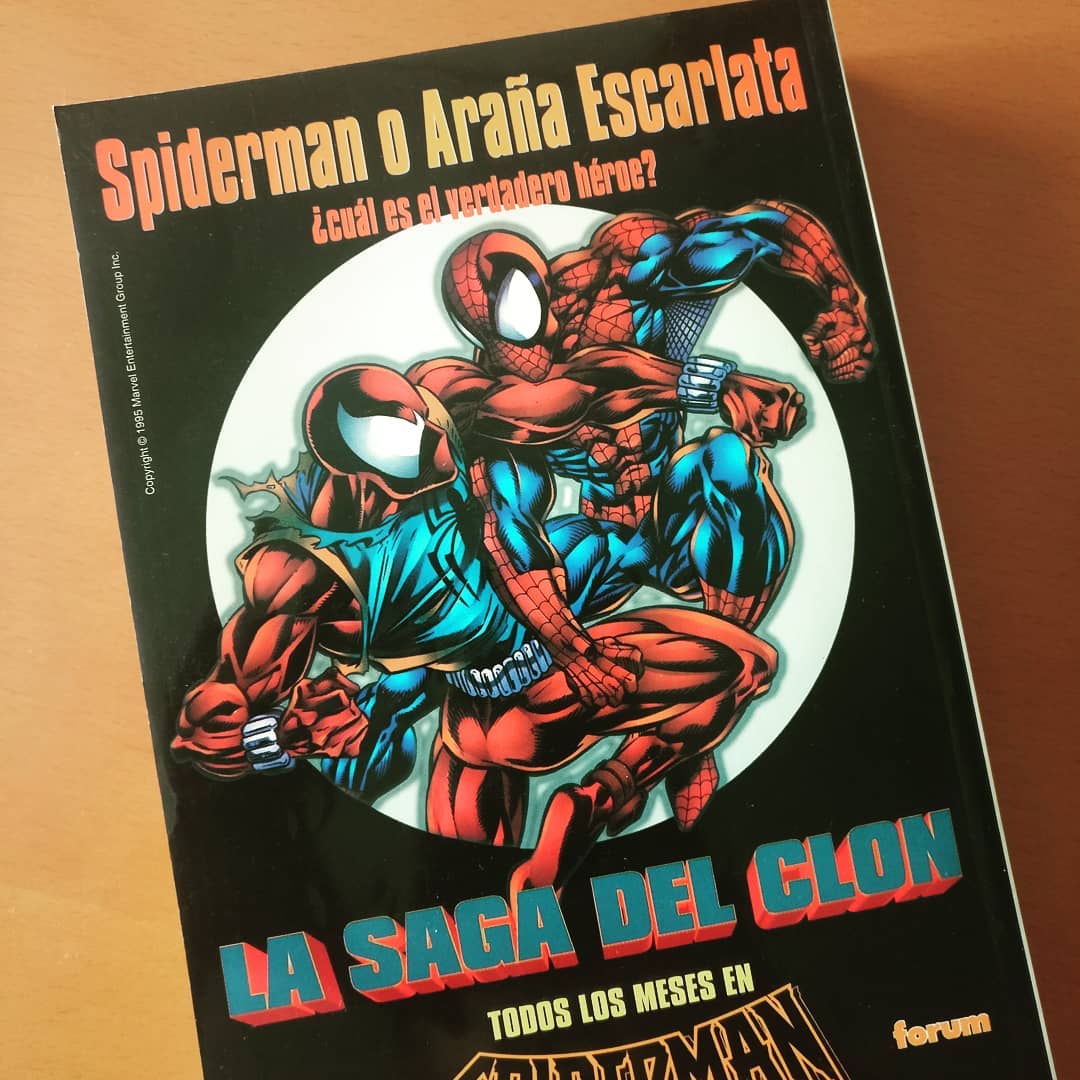 Spiderman o Araña Escarlata
¿cuál es el verdadero héroe?
Copyright © 1995 Marvel Entertainment Group Inc.
LA SAGA DEL CLON
TODOS LOS MESES EN
SPIDERMAN
forum